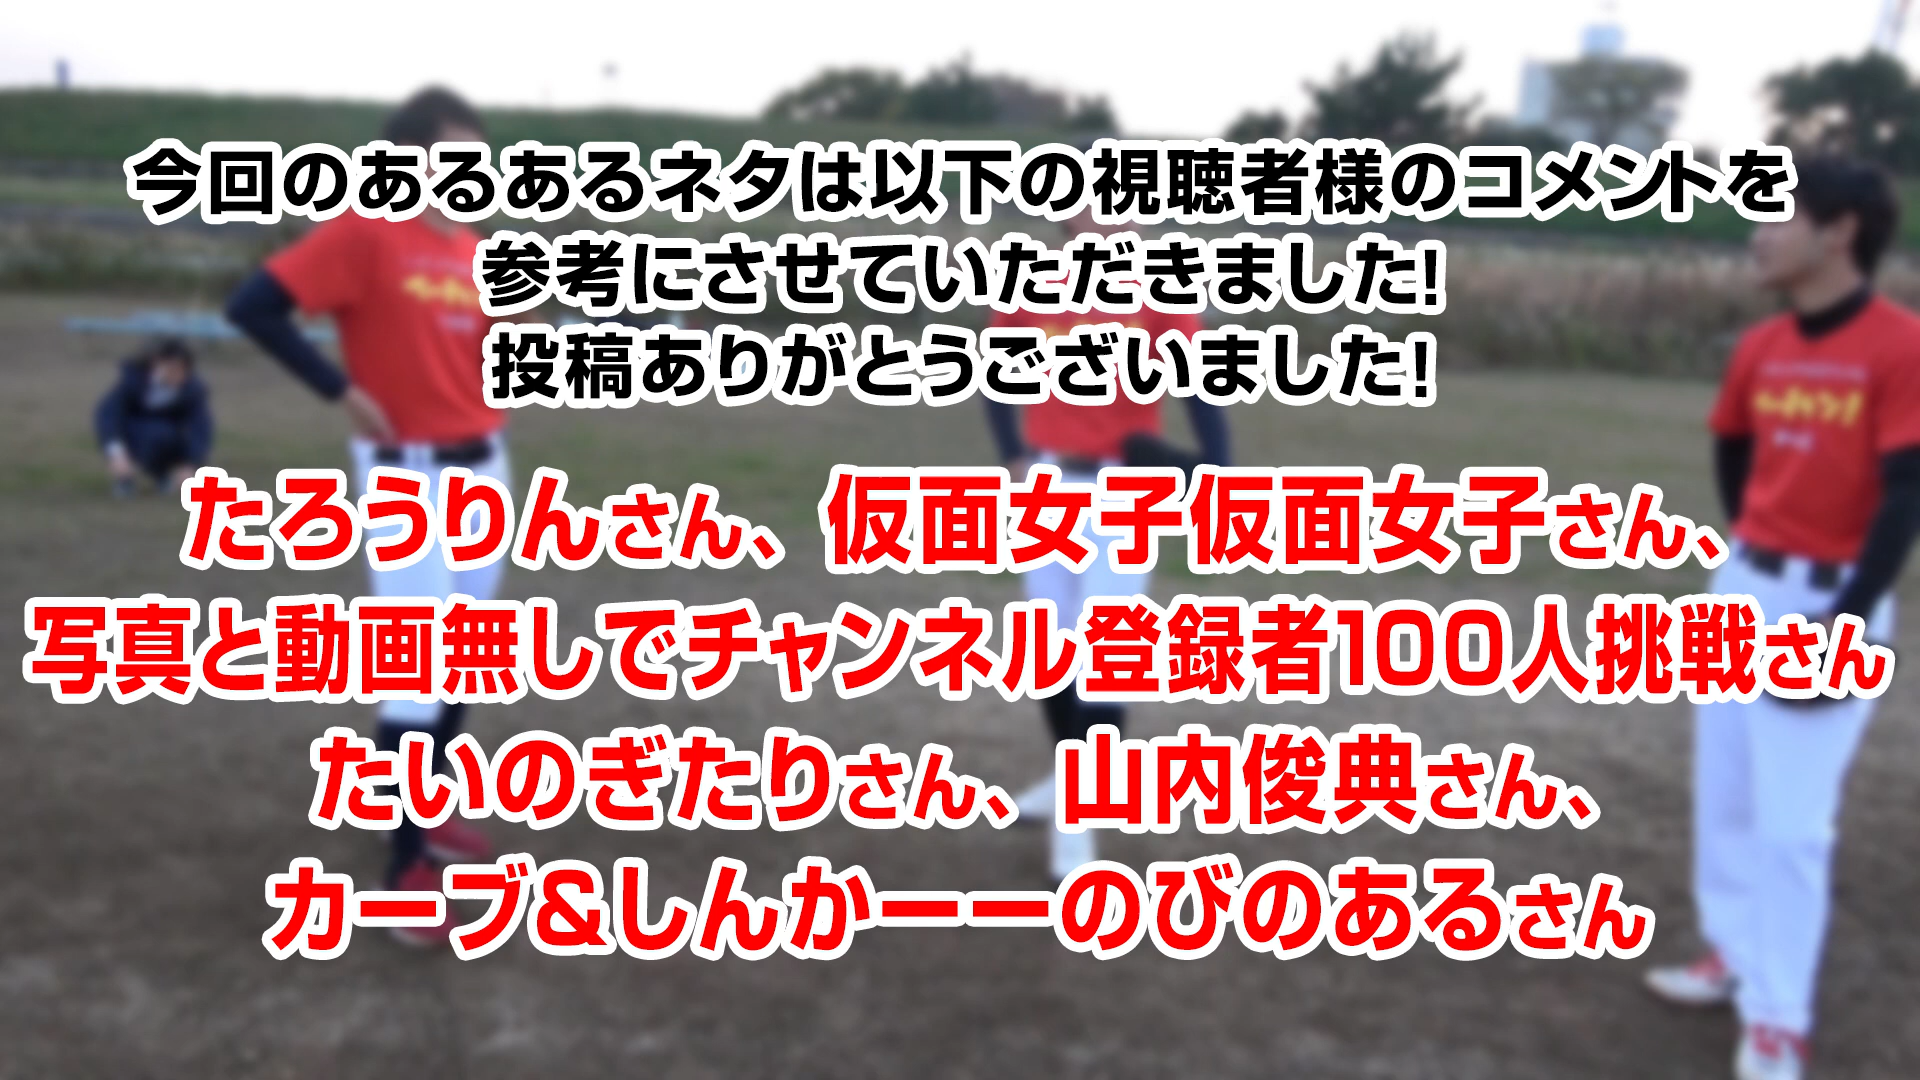 今回のあるあるネタは以下の視聴者様のコメントを
参考にさせていただきました!
投稿ありがとうございました!
たろうりんさん、仮面女子仮面女子さん、
写真と動画無しでチャンネル登録者100人挑戦さん
たいのぎたりさん、山内俊典さん、
カーブ&しんかーーのびのあるさん